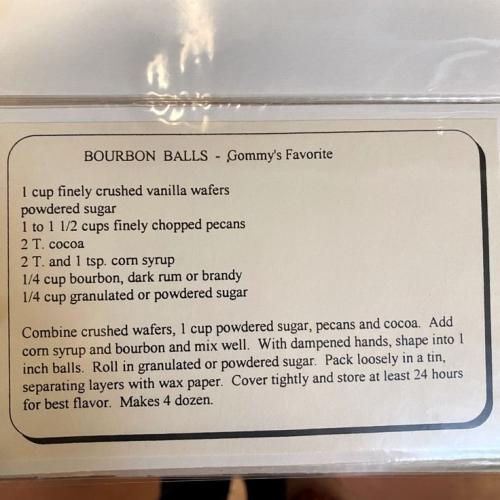 BOURBON BALLS - Gommy's Favorite
1 cup finely crushed vanilla wafers
powdered sugar
1 to 1 1/2 cups finely chopped pecans
2 T. cocoa
2 T. and 1 tsp. corn syrup
1/4 cup bourbon, dark rum or brandy
1/4 cup granulated or powdered sugar
Combine crushed wafers, 1 cup powdered sugar, pecans and cocoa. Add
corn syrup and bourbon and mix well. With dampened hands, shape into 1
inch balls. Roll in granulated or powdered sugar. Pack loosely in a tin,
separating layers with wax paper. Cover tightly and store at least 24 hours
for best flavor. Makes 4 dozen.